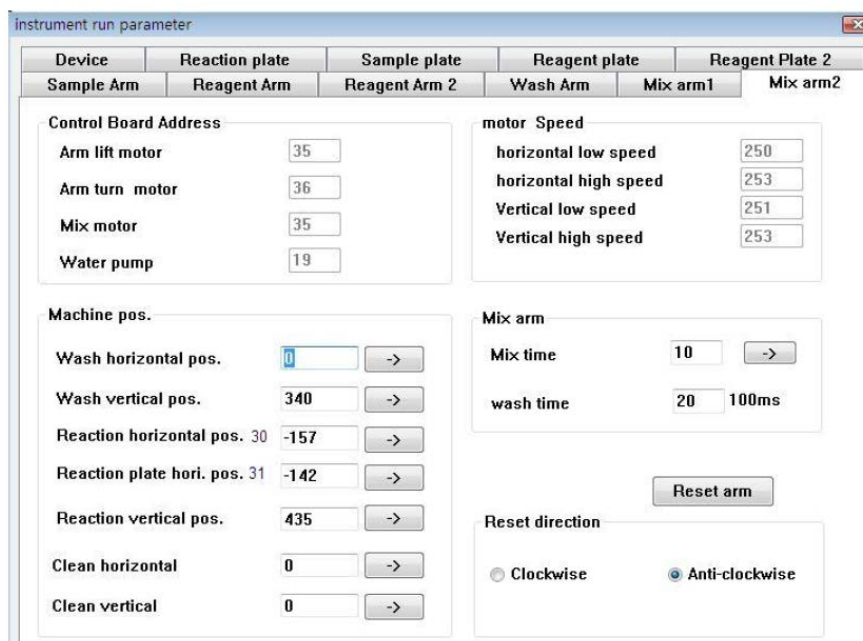 instrument run parameter
Device Reaction plate Sample plate Reagent plate Reagent Plate 2
Sample Arm Reagent Arm Reagent Arm 2 Wash Arm Mix arm1 Mix arm2
Control Board Address
Arm lift motor 35
Arm turn motor 36
Mix motor 35
Water pump 19
motor Speed
horizontal low speed 250
horizontal high speed 253
Vertical low speed 251
Vertical high speed 253
Machine pos.
Wash horizontal pos. 0 ->
Wash vertical pos. 340 ->
Reaction horizontal pos. 30 -157 ->
Reaction plate hori. pos. 31 -142 ->
Reaction vertical pos. 435 ->
Clean horizontal 0 ->
Clean vertical 0 ->
Mix arm
Mix time 10 ->
wash time 20 100ms
Reset arm
Reset direction
Clockwise Anti-clockwise